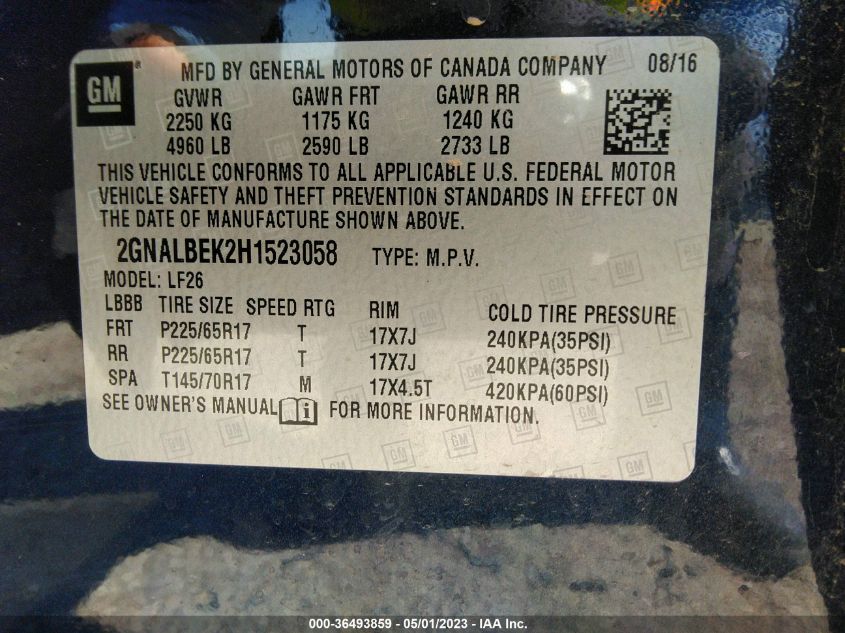 GM ® MFD BY GENERAL MOTORS OF CANADA COMPANY 08/16
GVWR GAWR FRT GAWR RR
2250 KG 1175 KG 1240 KG
4960 LB 2590 LB 2733 LB
THIS VEHICLE CONFORMS TO ALL APPLICABLE U.S. FEDERAL MOTOR
VEHICLE SAFETY AND THEFT PREVENTION STANDARDS IN EFFECT ON
THE DATE OF MANUFACTURE SHOWN ABOVE.
2GNALBEK2H1523058 TYPE: M.P.V.
MODEL: LF26
LBBB TIRE SIZE SPEED RTG RIM COLD TIRE PRESSURE
FRT P225/65R17 T 17X7J 240KPA(35PSI)
RR P225/65R17 T 17X7J 240KPA(35PSI)
SPA T145/70R17 M 17X4.5T 420KPA(60PSI)
SEE OWNER'S MANUAL i FOR MORE INFORMATION.
000-36493859 - 05/01/2023 - IAA Inc.